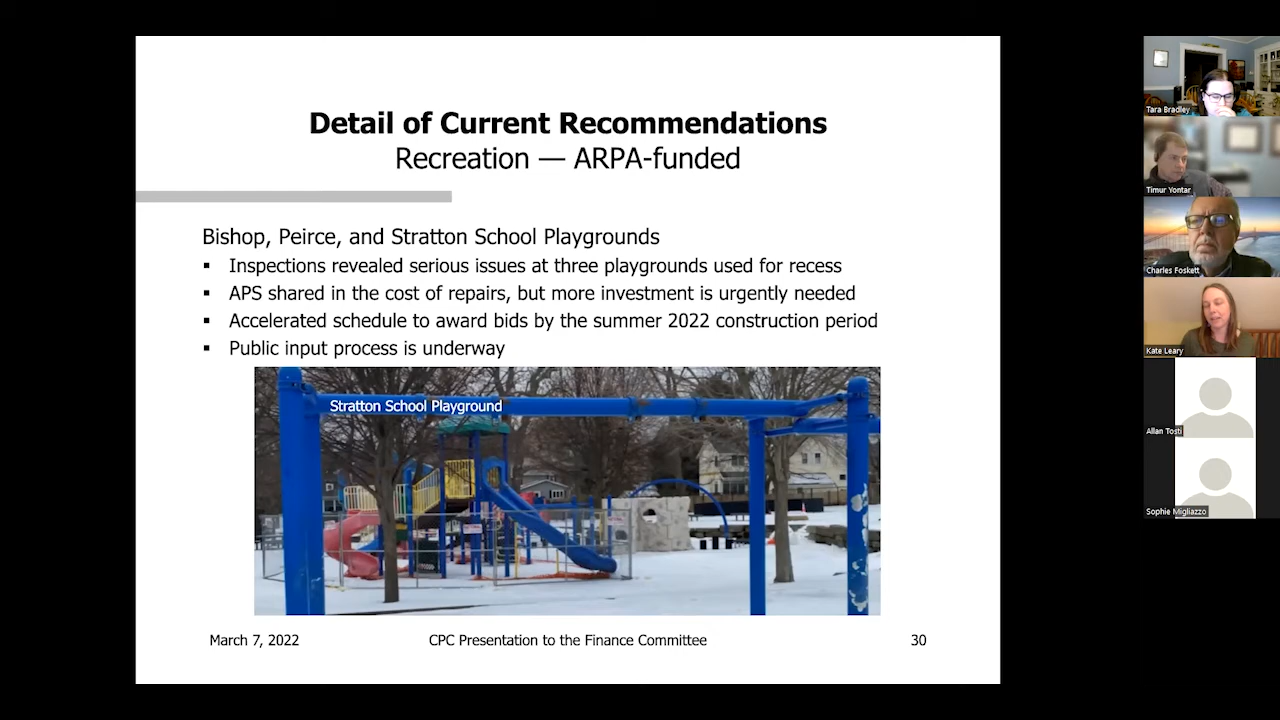 Detail of Current Recommendations
Recreation — ARPA-funded
Bishop, Peirce, and Stratton School Playgrounds
▪ Inspections revealed serious issues at three playgrounds used for recess
▪ APS shared in the cost of repairs, but more investment is urgently needed
▪ Accelerated schedule to award bids by the summer 2022 construction period
▪ Public input process is underway
Stratton School Playground
March 7, 2022 CPC Presentation to the Finance Committee 30
Tara Bradley
Timur Yontar
Charles Foskett
Kate Leary
Allan Tosti
Sophie Migliazzo